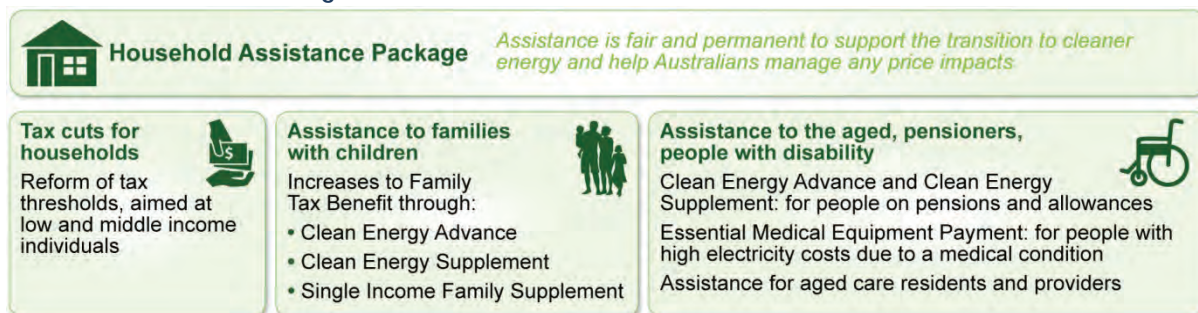 Household Assistance Package
Assistance is fair and permanent to support the transition to cleaner
energy and help Australians manage any price impacts
Tax cuts for
households
$
Reform of tax
thresholds, aimed at
low and middle income
individuals
Assistance to families
with children
Increases to Family
Tax Benefit through:
• Clean Energy Advance
• Clean Energy Supplement
• Single Income Family Supplement
Assistance to the aged, pensioners,
people with disability
Clean Energy Advance and Clean Energy
Supplement: for people on pensions and allowances
Essential Medical Equipment Payment: for people with
high electricity costs due to a medical condition
Assistance for aged care residents and providers